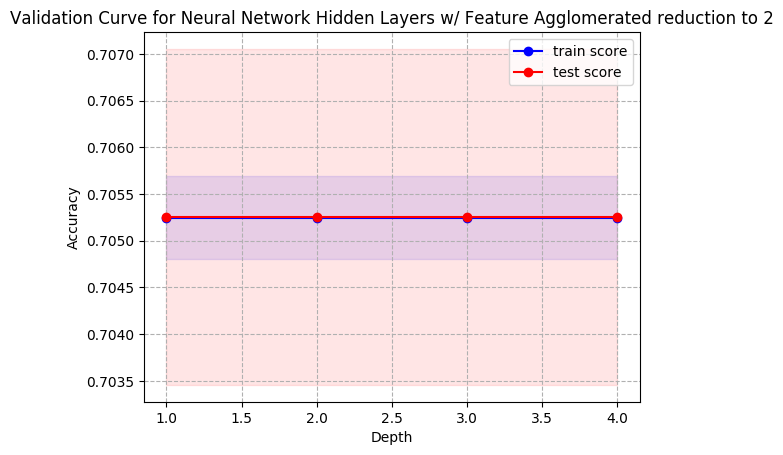 Validation Curve for Neural Network Hidden Layers w/ Feature Agglomerated reduction to 2
train score
test score
0.7070
0.7065
0.7060
0.7055
0.7050
0.7045
0.7040
0.7035
Accuracy
1.0 1.5 2.0 2.5 3.0 3.5 4.0
Depth